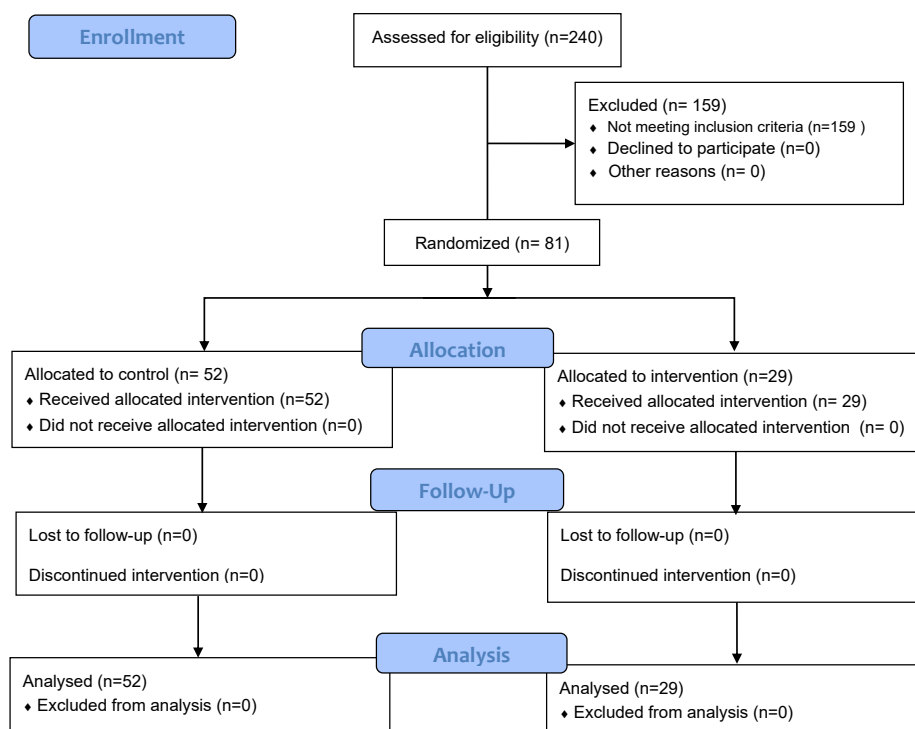 Enrollment
Assessed for eligibility (n=240)
Excluded (n= 159)
♦ Not meeting inclusion criteria (n=159 )
♦ Declined to participate (n=0)
♦ Other reasons (n= 0)
Randomized (n= 81)
Allocation
Allocated to control (n= 52)
♦ Received allocated intervention (n=52)
♦ Did not receive allocated intervention (n=0)
Allocated to intervention (n=29)
♦ Received allocated intervention (n= 29)
♦ Did not receive allocated intervention (n= 0)
Follow-Up
Lost to follow-up (n=0)
Discontinued intervention (n=0)
Lost to follow-up (n=0)
Discontinued intervention (n=0)
Analysis
Analysed (n=52)
♦ Excluded from analysis (n=0)
Analysed (n=29)
♦ Excluded from analysis (n=0)